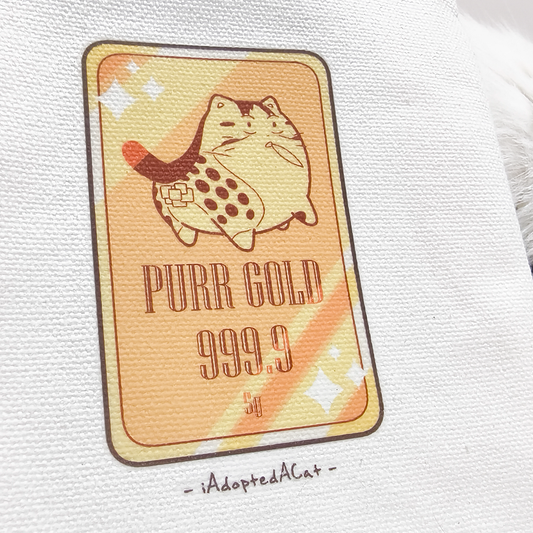 PURR GOLD
999.9
5g
- iAdoptedACat -